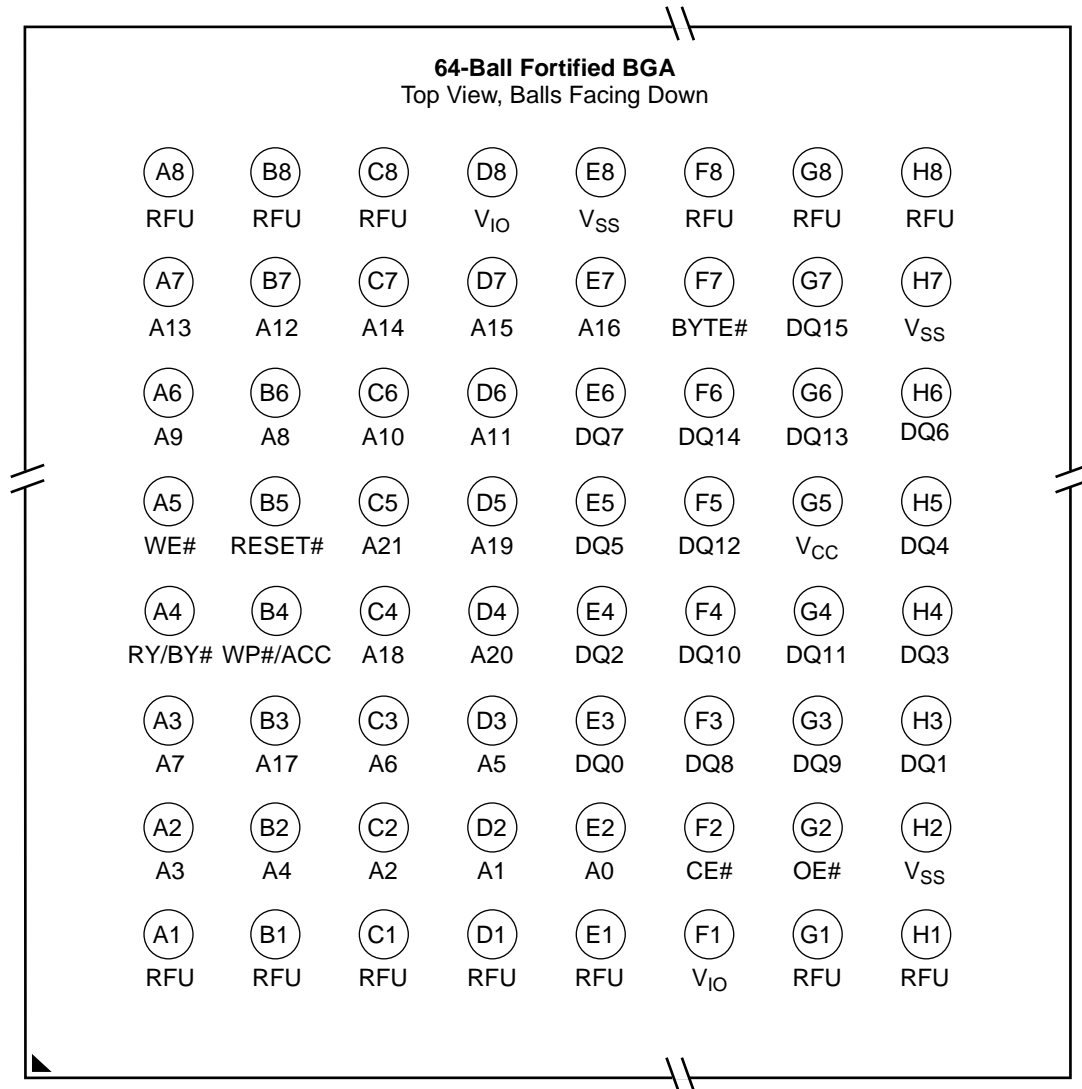 64-Ball Fortified BGA
Top View, Balls Facing Down
A8 B8 C8 D8 E8 F8 G8 H8
RFU RFU RFU VIO VSS RFU RFU RFU
A7 B7 C7 D7 E7 F7 G7 H7
A13 A12 A14 A15 A16 BYTE# DQ15 VSS
A6 B6 C6 D6 E6 F6 G6 H6
A9 A8 A10 A11 DQ7 DQ14 DQ13 DQ6
A5 B5 C5 D5 E5 F5 G5 H5
WE# RESET# A21 A19 DQ5 DQ12 VCC DQ4
A4 B4 C4 D4 E4 F4 G4 H4
RY/BY# WP#/ACC A18 A20 DQ2 DQ10 DQ11 DQ3
A3 B3 C3 D3 E3 F3 G3 H3
A7 A17 A6 A5 DQ0 DQ8 DQ9 DQ1
A2 B2 C2 D2 E2 F2 G2 H2
A3 A4 A2 A1 A0 CE# OE# VSS
A1 B1 C1 D1 E1 F1 G1 H1
RFU RFU RFU RFU RFU VIO RFU RFU